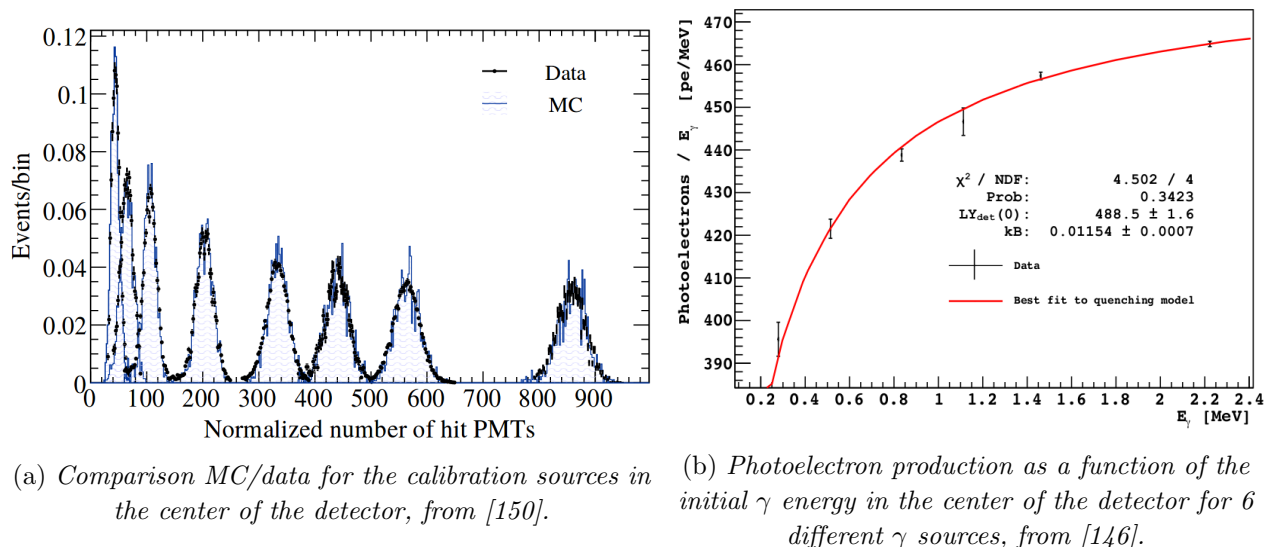 0.12
0.1
0.08
0.06
0.04
0.02
0
Events/bin
Data
MC
0 100 200 300 400 500 600 700 800 900
Normalized number of hit PMTs
(a) Comparison MC/data for the calibration sources in
the center of the detector, from [150].
Photoelectrons / Eγ [pe/MeV]
470
460
450
440
430
420
410
400
390
χ² / NDF: 4.502 / 4
Prob: 0.3423
LYdet(0): 488.5 ± 1.6
kB: 0.01154 ± 0.0007
Data
Best fit to quenching model
0.2 0.4 0.6 0.8 1 1.2 1.4 1.6 1.8 2 2.2 2.4
Eγ [MeV]
(b) Photoelectron production as a function of the
initial γ energy in the center of the detector for 6
different γ sources, from [146].